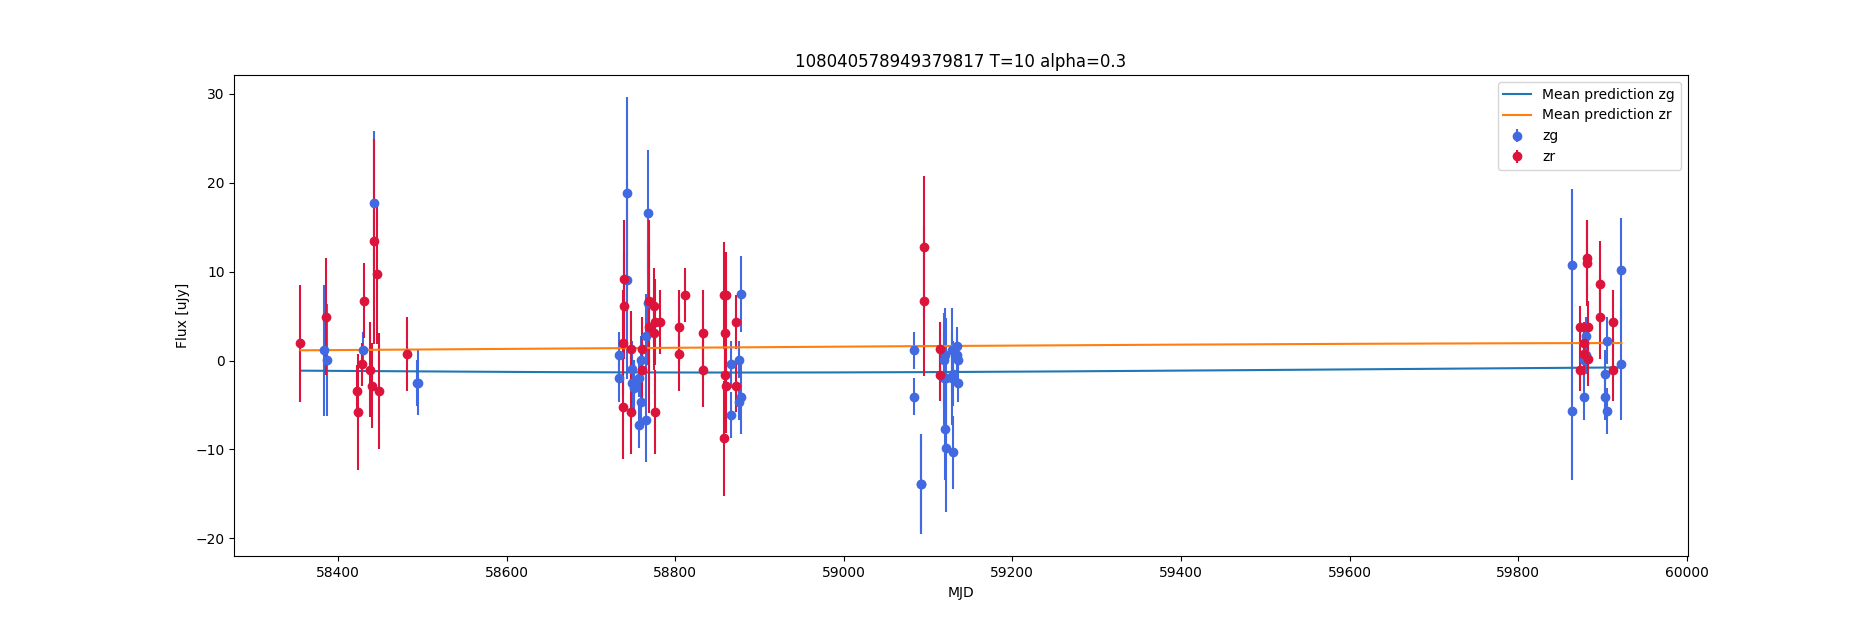 108040578949379817 T=10 alpha=0.3
Mean prediction zg
Mean prediction zr
zg
zr
Flux [uJy]
30
20
10
0
−10
−20
58400 58600 58800 59000 59200 59400 59600 59800 60000
MJD